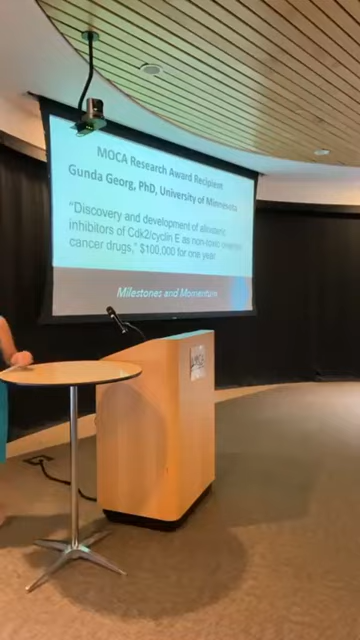 MOCA Research Award Recipient
Gunda Georg, PhD, University of Minnesota
"Discovery and development of allosteric
inhibitors of Cdk2/cyclin E as non-toxic ovarian
cancer drugs," $100,000 for one year
Milestones and Momentum